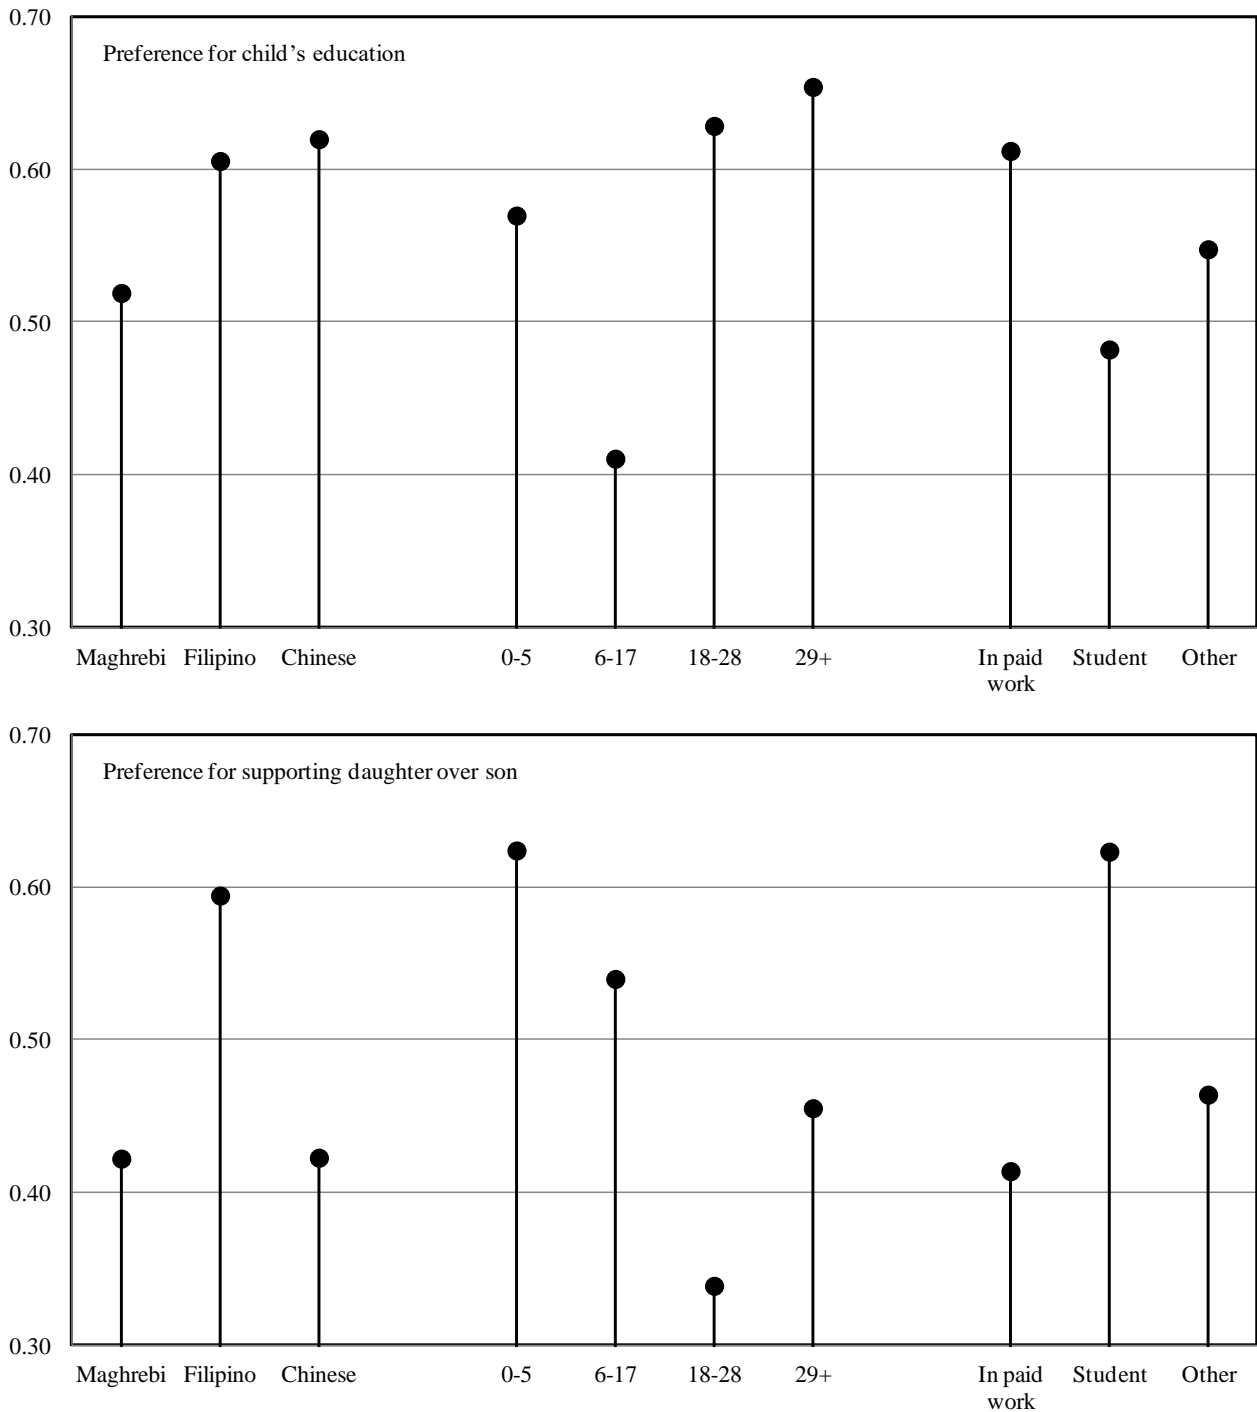 0.70
Preference for child’s education
0.60
0.50
0.40
0.30
Maghrebi Filipino Chinese 0-5 6-17 18-28 29+ In paid Student Other
work
0.70
Preference for supporting daughter over son
0.60
0.50
0.40
0.30
Maghrebi Filipino Chinese 0-5 6-17 18-28 29+ In paid Student Other
work